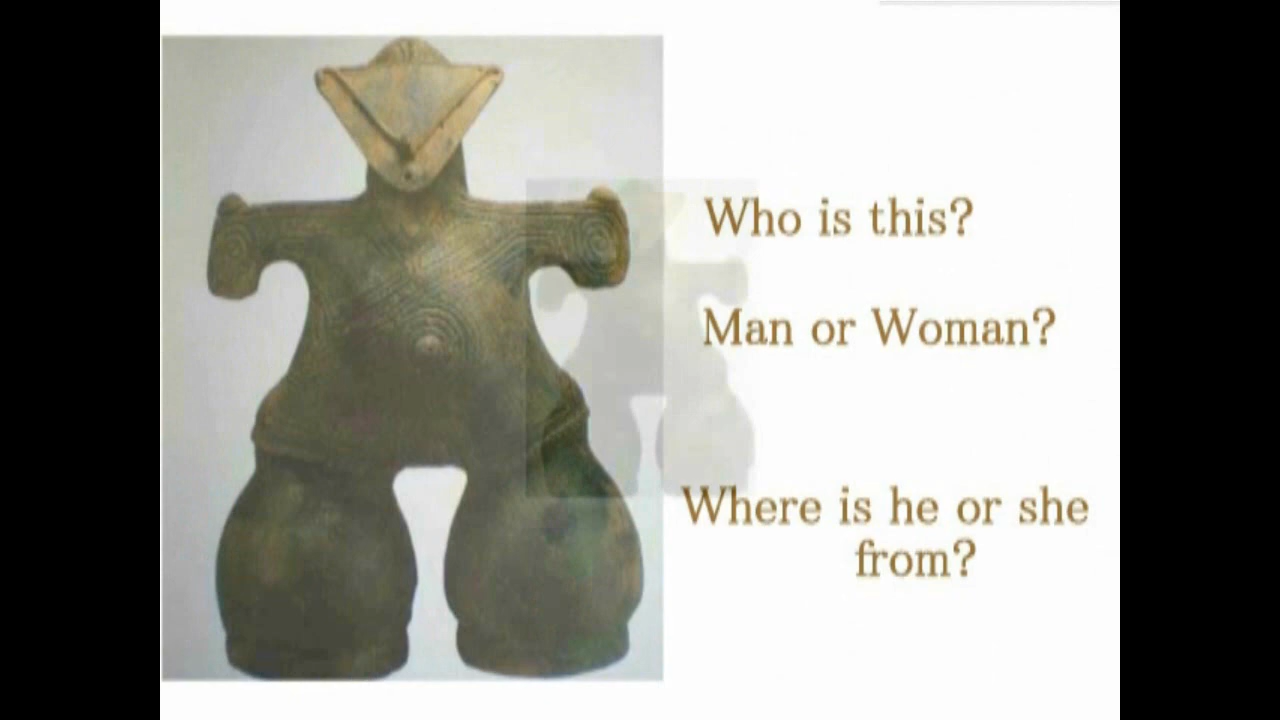 Who is this?
Man or Woman?
Where is he or she
from?